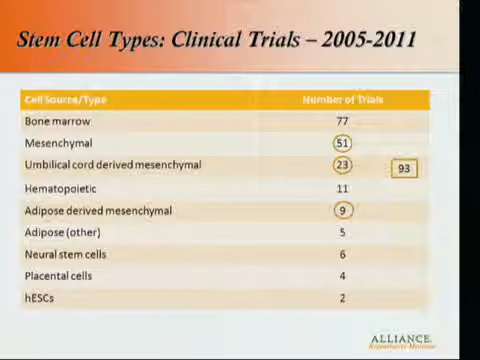 Stem Cell Types: Clinical Trials – 2005-2011
Cell Source/Type Number of Trials
Bone marrow 77
Mesenchymal 51
Umbilical cord derived mesenchymal 23
93
Hematopoietic 11
Adipose derived mesenchymal 9
Adipose (other) 5
Neural stem cells 6
Placental cells 4
hESCs 2
ALLIANCE